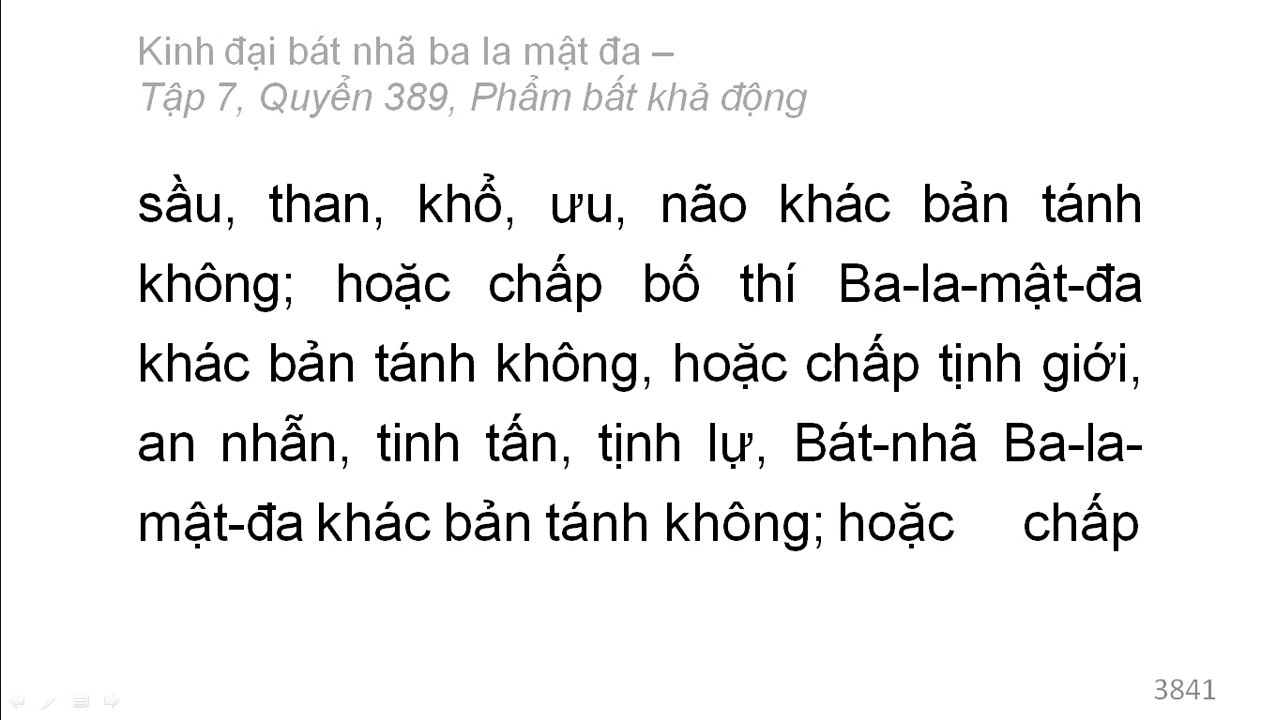 Kinh đại bát nhã ba la mật đa –
Tập 7, Quyển 389, Phẩm bất khả động
sầu, than, khổ, ưu, não khác bản tánh
không; hoặc chấp bố thí Ba-la-mật-đa
khác bản tánh không, hoặc chấp tịnh giới,
an nhẫn, tinh tấn, tịnh lự, Bát-nhã Ba-la-
mật-đa khác bản tánh không; hoặc chấp
3841